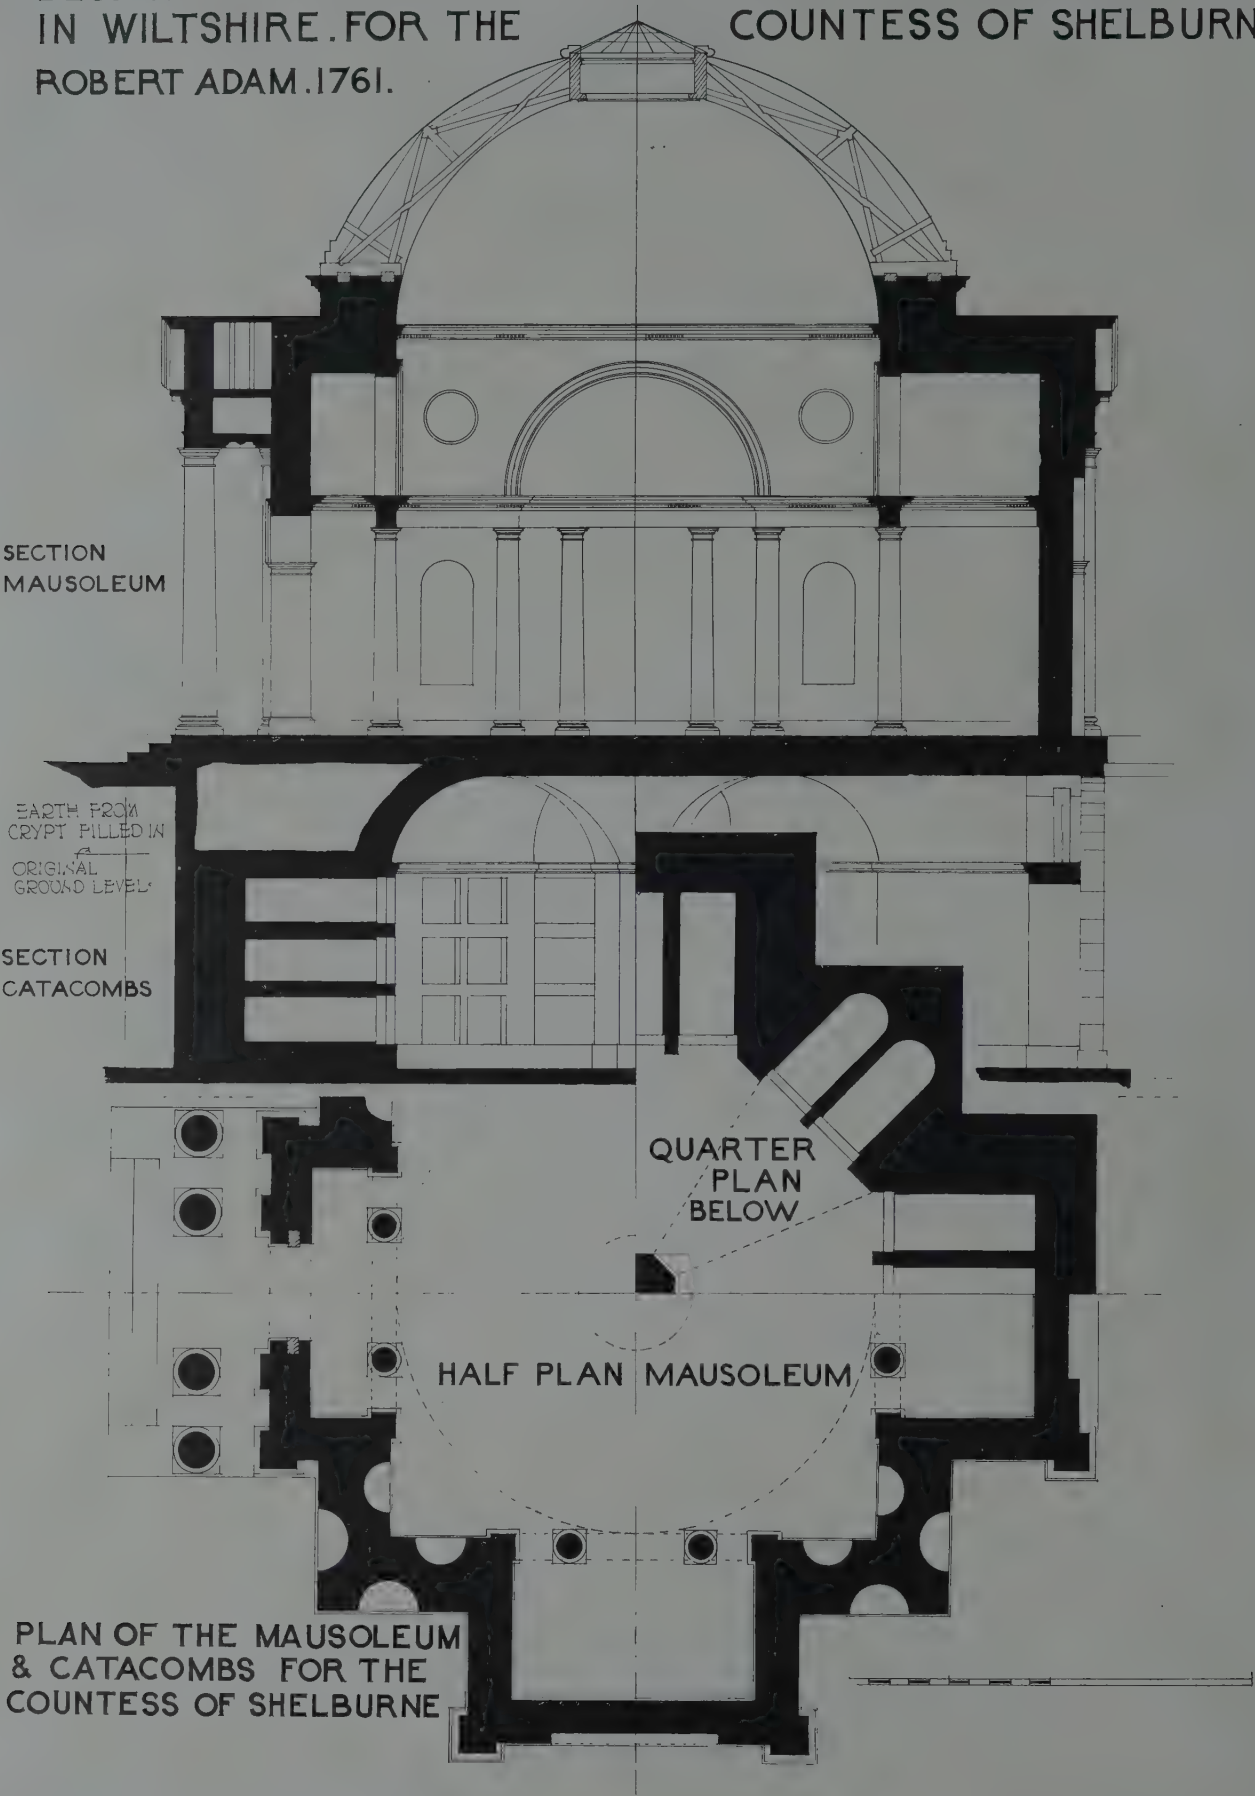 IN WILTSHIRE. FOR THE COUNTESS OF SHELBURN
ROBERT ADAM. 1761.
SECTION
MAUSOLEUM
EARTH FROM
CRYPT FILLED IN
ORIGINAL
GROUND LEVEL
SECTION
CATACOMBS
QUARTER
PLAN
BELOW
HALF PLAN MAUSOLEUM
PLAN OF THE MAUSOLEUM
& CATACOMBS FOR THE
COUNTESS OF SHELBURNE